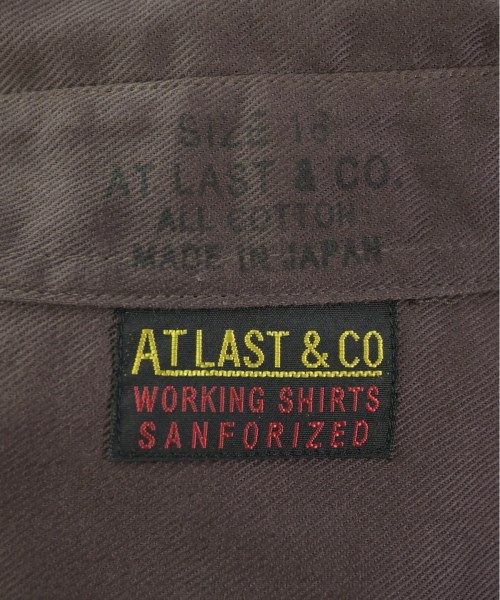 SIZE 16
AT LAST & CO.
ALL COTTON
MADE IN JAPAN
AT LAST & CO
WORKING SHIRTS
SANFORIZED